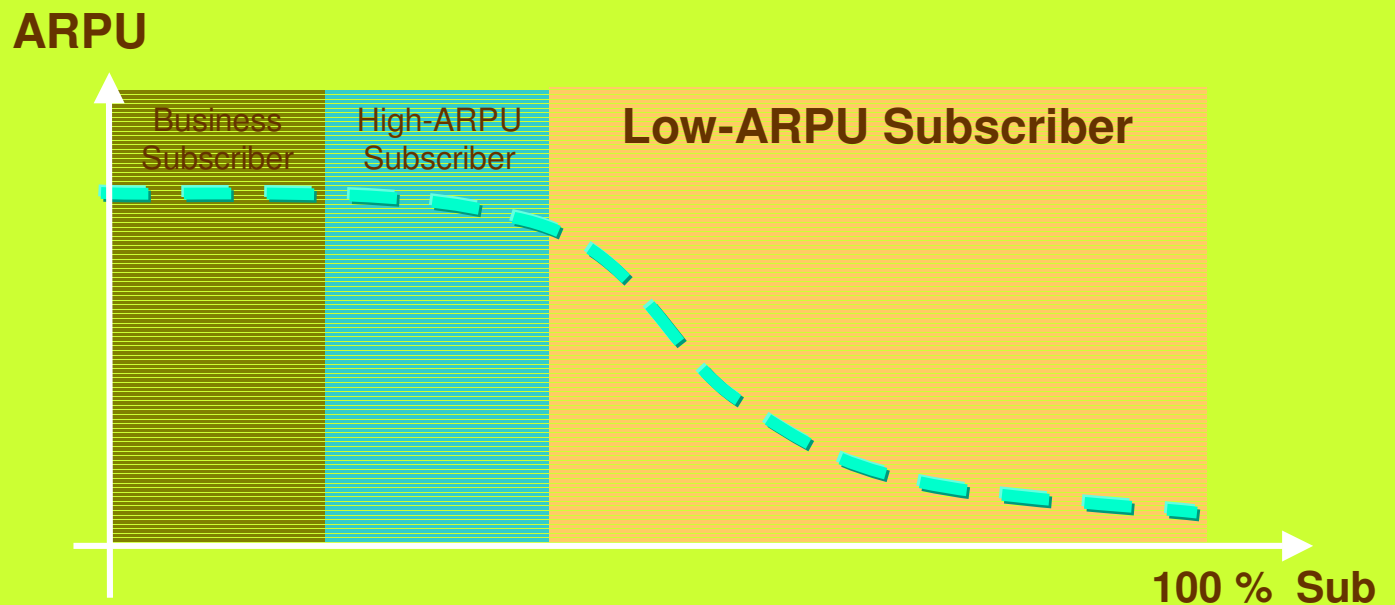 ARPU
Business
Subscriber
High-ARPU
Subscriber
Low-ARPU Subscriber
100 % Sub